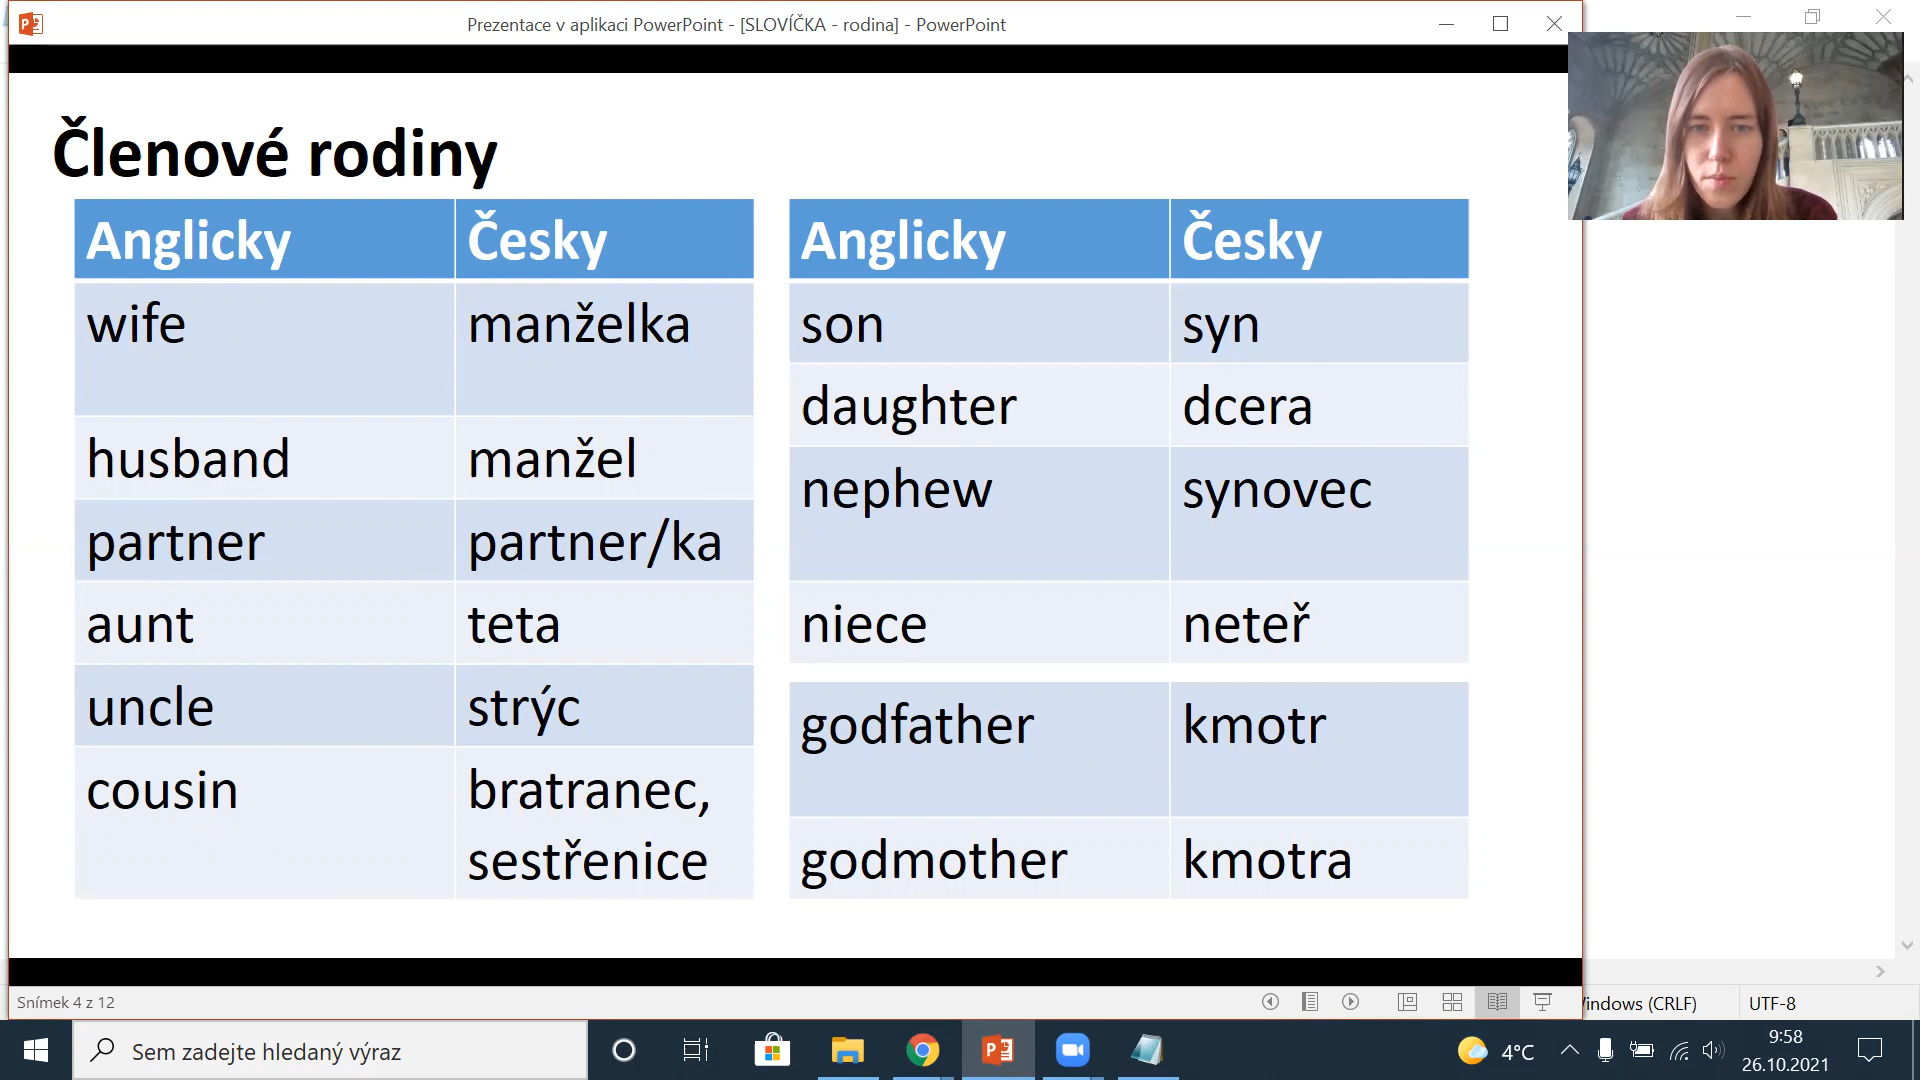 Prezentace v aplikaci PowerPoint - [SLOVÍČKA - rodina] - PowerPoint
Členové rodiny
Anglicky Česky
wife manželka
husband manžel
partner partner/ka
aunt teta
uncle strýc
cousin bratranec,
sestřenice
Anglicky Česky
son syn
daughter dcera
nephew synovec
niece neteř
godfather kmotr
godmother kmotra
Snímek 4 z 12
indows (CRLF) UTF-8
Sem zadejte hledaný výraz
4°C
9:58
26.10.2021